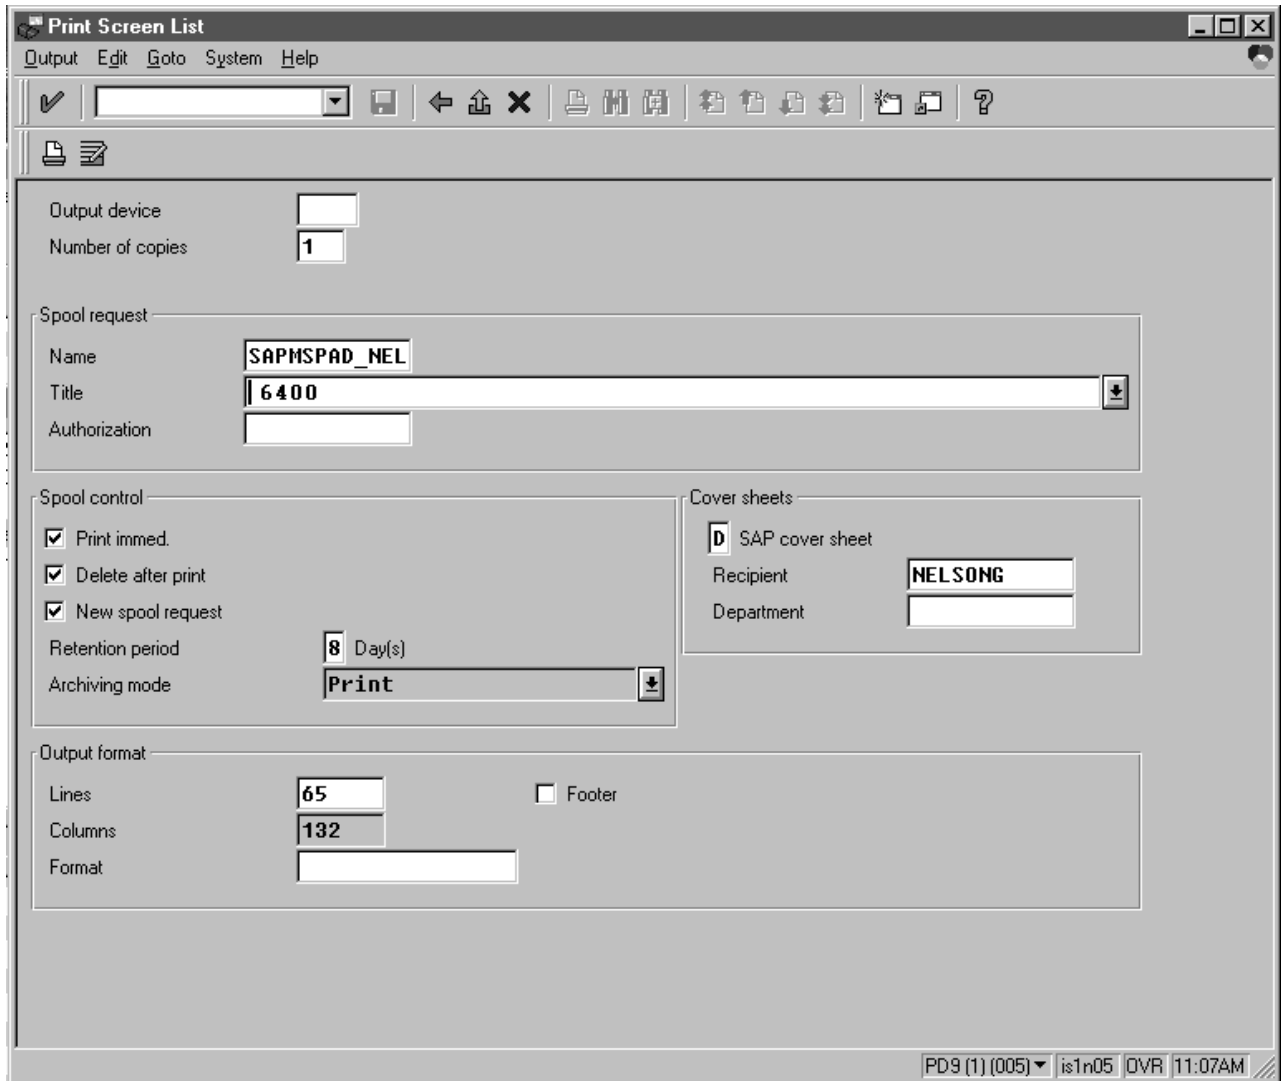 Print Screen List
Output Edit Goto System Help
Output device
Number of copies 1
Spool request
Name SAPMSPAD_NEL
Title 6400
Authorization
Spool control
Print immed.
Delete after print
New spool request
Retention period 8 Day(s)
Archiving mode Print
Cover sheets
D SAP cover sheet
Recipient NELSONG
Department
Output format
Lines 65 Footer
Columns 132
Format
PD9 (1) (005) is1n05 OVR 11:07AM